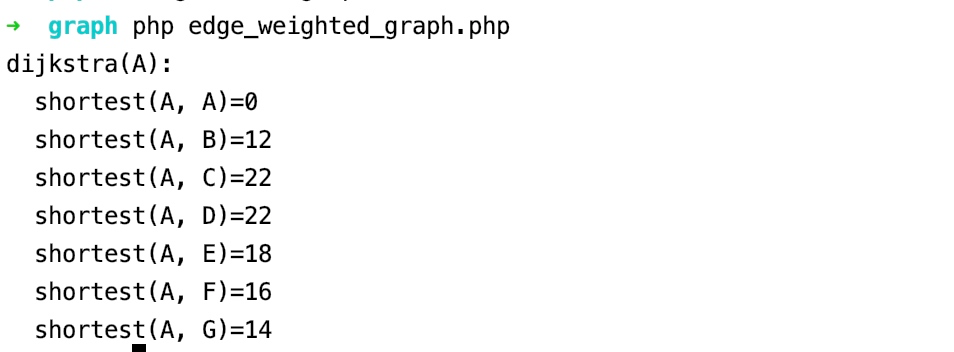 → graph php edge_weighted_graph.php
dijkstra(A):
  shortest(A, A)=0
  shortest(A, B)=12
  shortest(A, C)=22
  shortest(A, D)=22
  shortest(A, E)=18
  shortest(A, F)=16
  shortest(A, G)=14